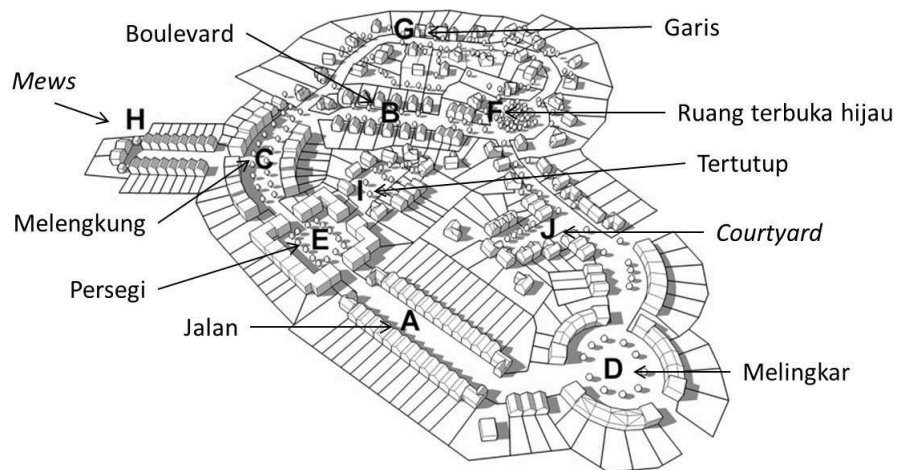 G
Garis
Boulevard
Mews
H
B
F
Ruang terbuka hijau
C
Tertutup
I
Melengkung
J
Courtyard
E
Persegi
Jalan
A
D
Melingkar